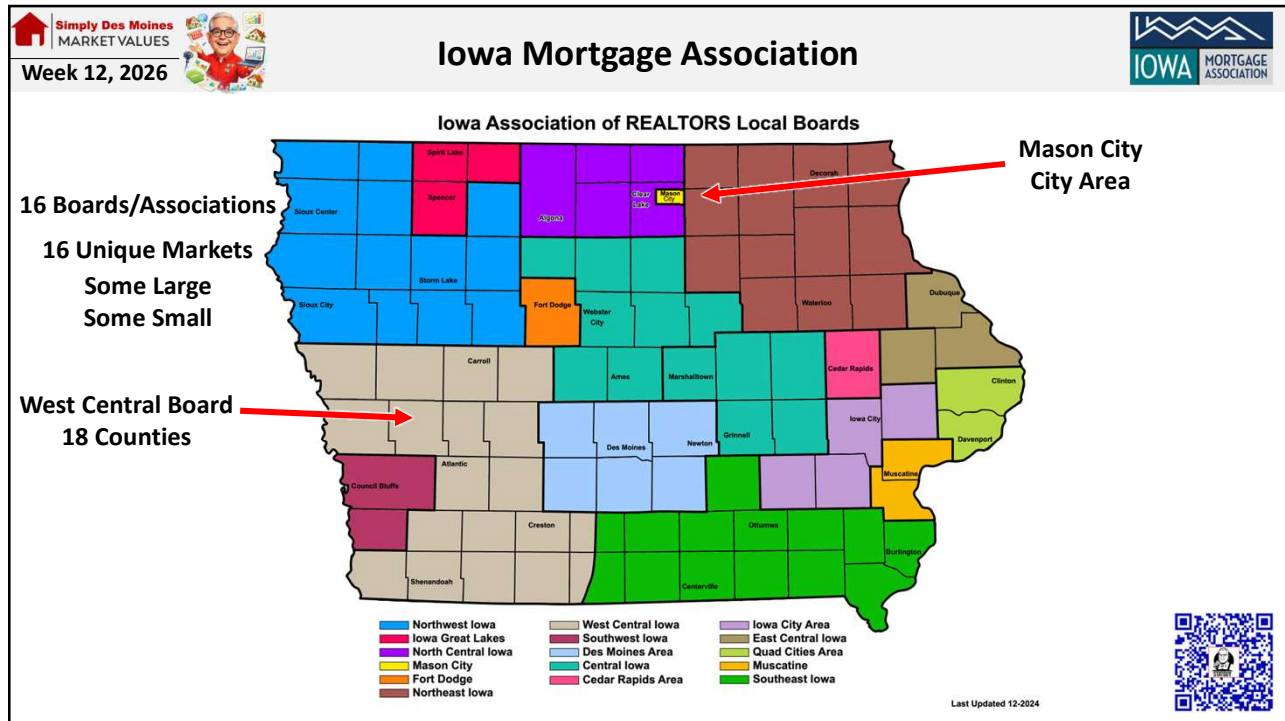 Simply Des Moines
MARKET VALUES
Week 12, 2026
Iowa Mortgage Association
IOWA
MORTGAGE
ASSOCIATION
Iowa Association of REALTORS Local Boards
16 Boards/Associations
16 Unique Markets
Some Large
Some Small
West Central Board
18 Counties
Mason City
City Area
Spirit Lake
Decorah
Sioux Center
Spencer
Algona
Clear
Lake
Mason
City
Storm Lake
Sioux City
Fort Dodge
Webster
City
Waterloo
Dubuque
Carroll
Ames
Marshalltown
Cedar Rapids
Clinton
Des Moines
Newton
Grinnell
Iowa City
Davenport
Atlantic
Council Bluffs
Muscatine
Creston
Ottumwa
Burlington
Shenandoah
Centerville
Northwest Iowa
Iowa Great Lakes
North Central Iowa
Mason City
Fort Dodge
Northeast Iowa
West Central Iowa
Southwest Iowa
Des Moines Area
Central Iowa
Cedar Rapids Area
Iowa City Area
East Central Iowa
Quad Cities Area
Muscatine
Southeast Iowa
Last Updated 12-2024